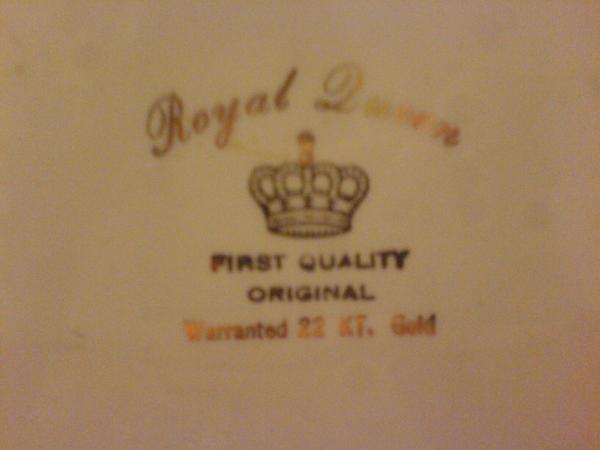 Royal Queen
FIRST QUALITY
ORIGINAL
Warranted 22 KT. Gold